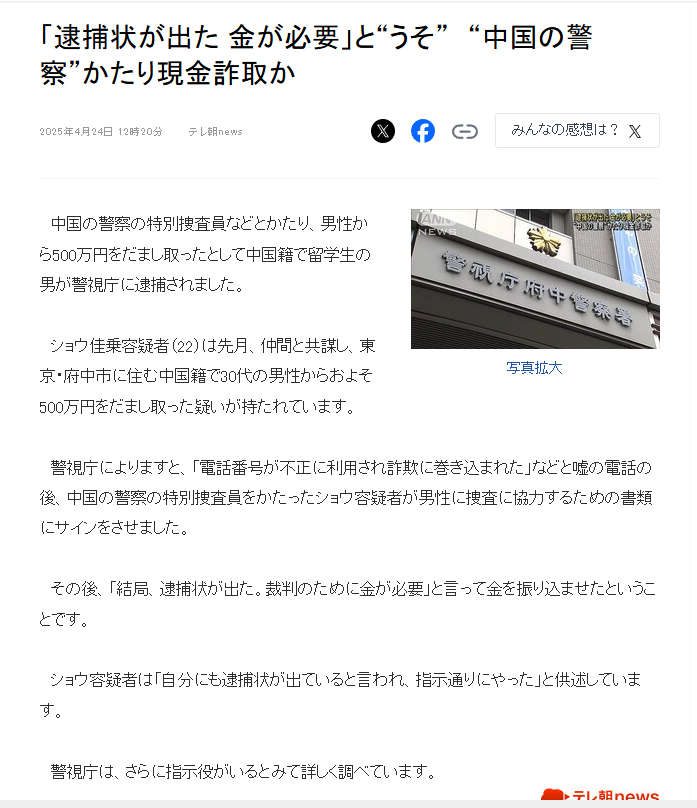 「逮捕状が出た 金が必要」と“うそ”　“中国の警
察”かたり現金詐取か
2025年4月24日 12時20分　テレ朝news
みんなの感想は？
中国の警察の特別捜査員などとかたり、男性か
ら500万円をだまし取ったとして中国籍で留学生の
男が警視庁に逮捕されました。
ANN
NEWS
「逮捕状が出た 金が必要」とうそ
“中国の警察”かたり現金詐取か
警視庁府中警察署
写真拡大
ショウ佳乗容疑者（22）は先月、仲間と共謀し、東
京・府中市に住む中国籍で30代の男性からおよそ
500万円をだまし取った疑いが持たれています。
警視庁によりますと、「電話番号が不正に利用され詐欺に巻き込まれた」などと嘘の電話の
後、中国の警察の特別捜査員をかたったショウ容疑者が男性に捜査に協力するための書類
にサインをさせました。
その後、「結局、逮捕状が出た。裁判のために金が必要」と言って金を振り込ませたというこ
とです。
ショウ容疑者は「自分にも逮捕状が出ていると言われ、指示通りにやった」と供述していま
す。
警視庁は、さらに指示役がいるとみて詳しく調べています。
テレ朝news